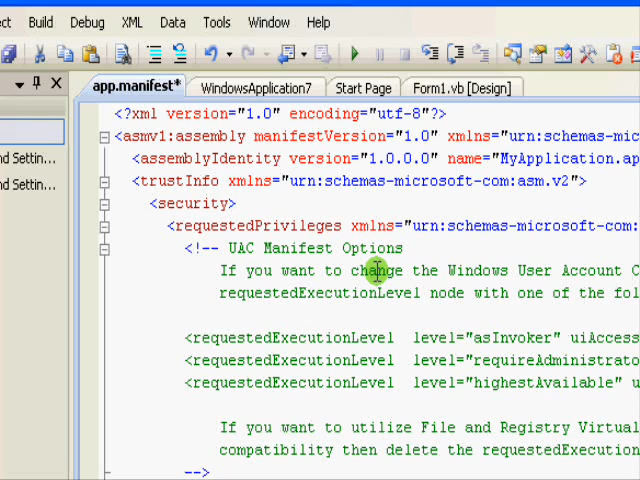 ect Build Debug XML Data Tools Window Help
app.manifest* WindowsApplication7 Start Page Form1.vb [Design]
<?xml version="1.0" encoding="utf-8"?>
<asmv1:assembly manifestVersion="1.0" xmlns="urn:schemas-mic
nd Settin... <assemblyIdentity version="1.0.0.0" name="MyApplication.ap
nd Settin... <trustInfo xmlns="urn:schemas-microsoft-com:asm.v2">
<security>
<requestedPrivileges xmlns="urn:schemas-microsoft-com:
<!-- UAC Manifest Options
If you want to change the Windows User Account C
requestedExecutionLevel node with one of the fol
<requestedExecutionLevel level="asInvoker" uiAccess
<requestedExecutionLevel level="requireAdministrato
<requestedExecutionLevel level="highestAvailable" u
If you want to utilize File and Registry Virtual
compatibility then delete the requestedExecution
-->